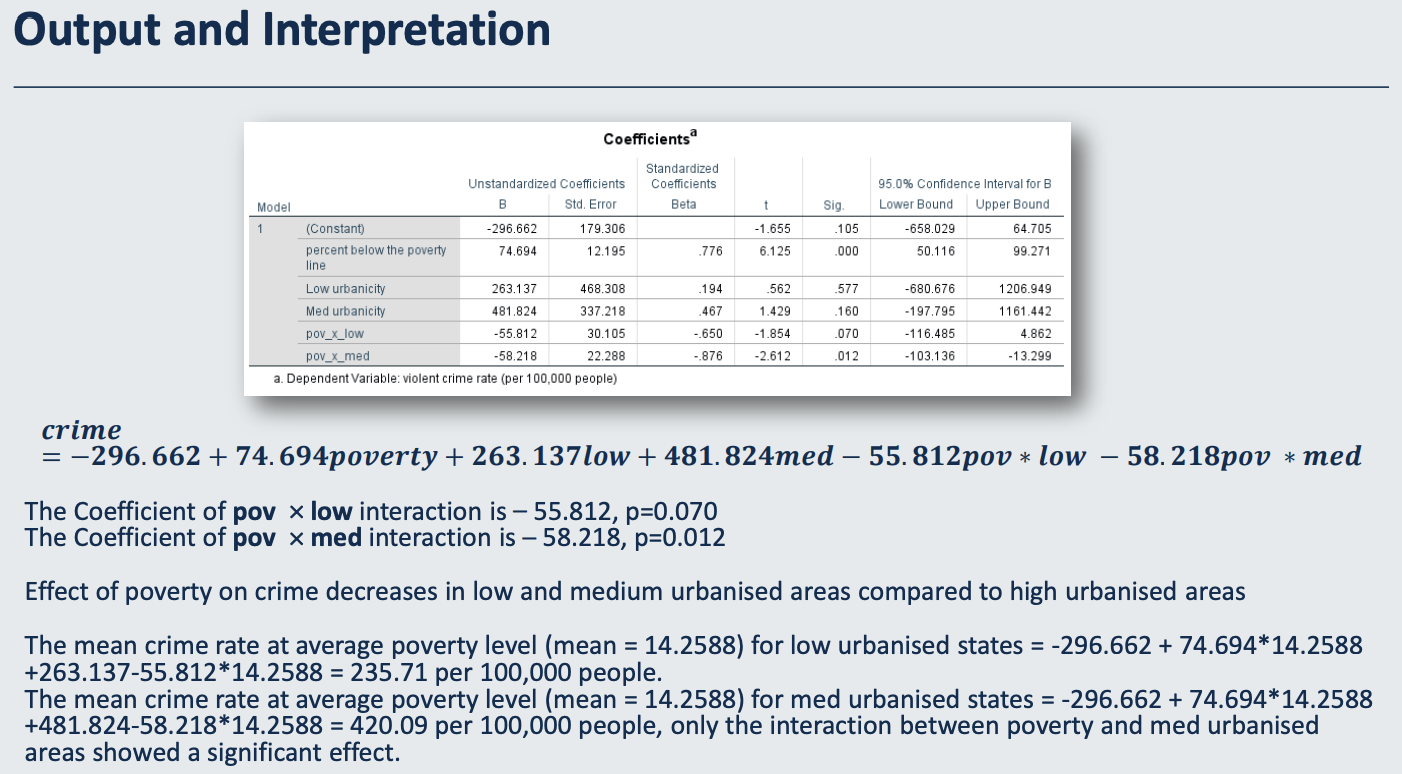 Output and Interpretation
Coefficientsᵃ
Standardized
Unstandardized Coefficients Coefficients 95.0% Confidence Interval for B
Model B Std. Error Beta t Sig. Lower Bound Upper Bound
1 (Constant) -296.662 179.306 -1.655 .105 -658.029 64.705
percent below the poverty 74.694 12.195 .776 6.125 .000 50.116 99.271
line
Low urbanicity 263.137 468.308 .194 .562 .577 -680.676 1206.949
Med urbanicity 481.824 337.218 .467 1.429 .160 -197.795 1161.442
pov_x_low -55.812 30.105 -.650 -1.854 .070 -116.485 4.862
pov_x_med -58.218 22.288 -.876 -2.612 .012 -103.136 -13.299
a. Dependent Variable: violent crime rate (per 100,000 people)
crime
= −296.662 + 74.694poverty + 263.137low + 481.824med − 55.812pov ∗ low − 58.218pov ∗ med
The Coefficient of pov × low interaction is – 55.812, p=0.070
The Coefficient of pov × med interaction is – 58.218, p=0.012
Effect of poverty on crime decreases in low and medium urbanised areas compared to high urbanised areas
The mean crime rate at average poverty level (mean = 14.2588) for low urbanised states = -296.662 + 74.694*14.2588
+263.137-55.812*14.2588 = 235.71 per 100,000 people.
The mean crime rate at average poverty level (mean = 14.2588) for med urbanised states = -296.662 + 74.694*14.2588
+481.824-58.218*14.2588 = 420.09 per 100,000 people, only the interaction between poverty and med urbanised
areas showed a significant effect.